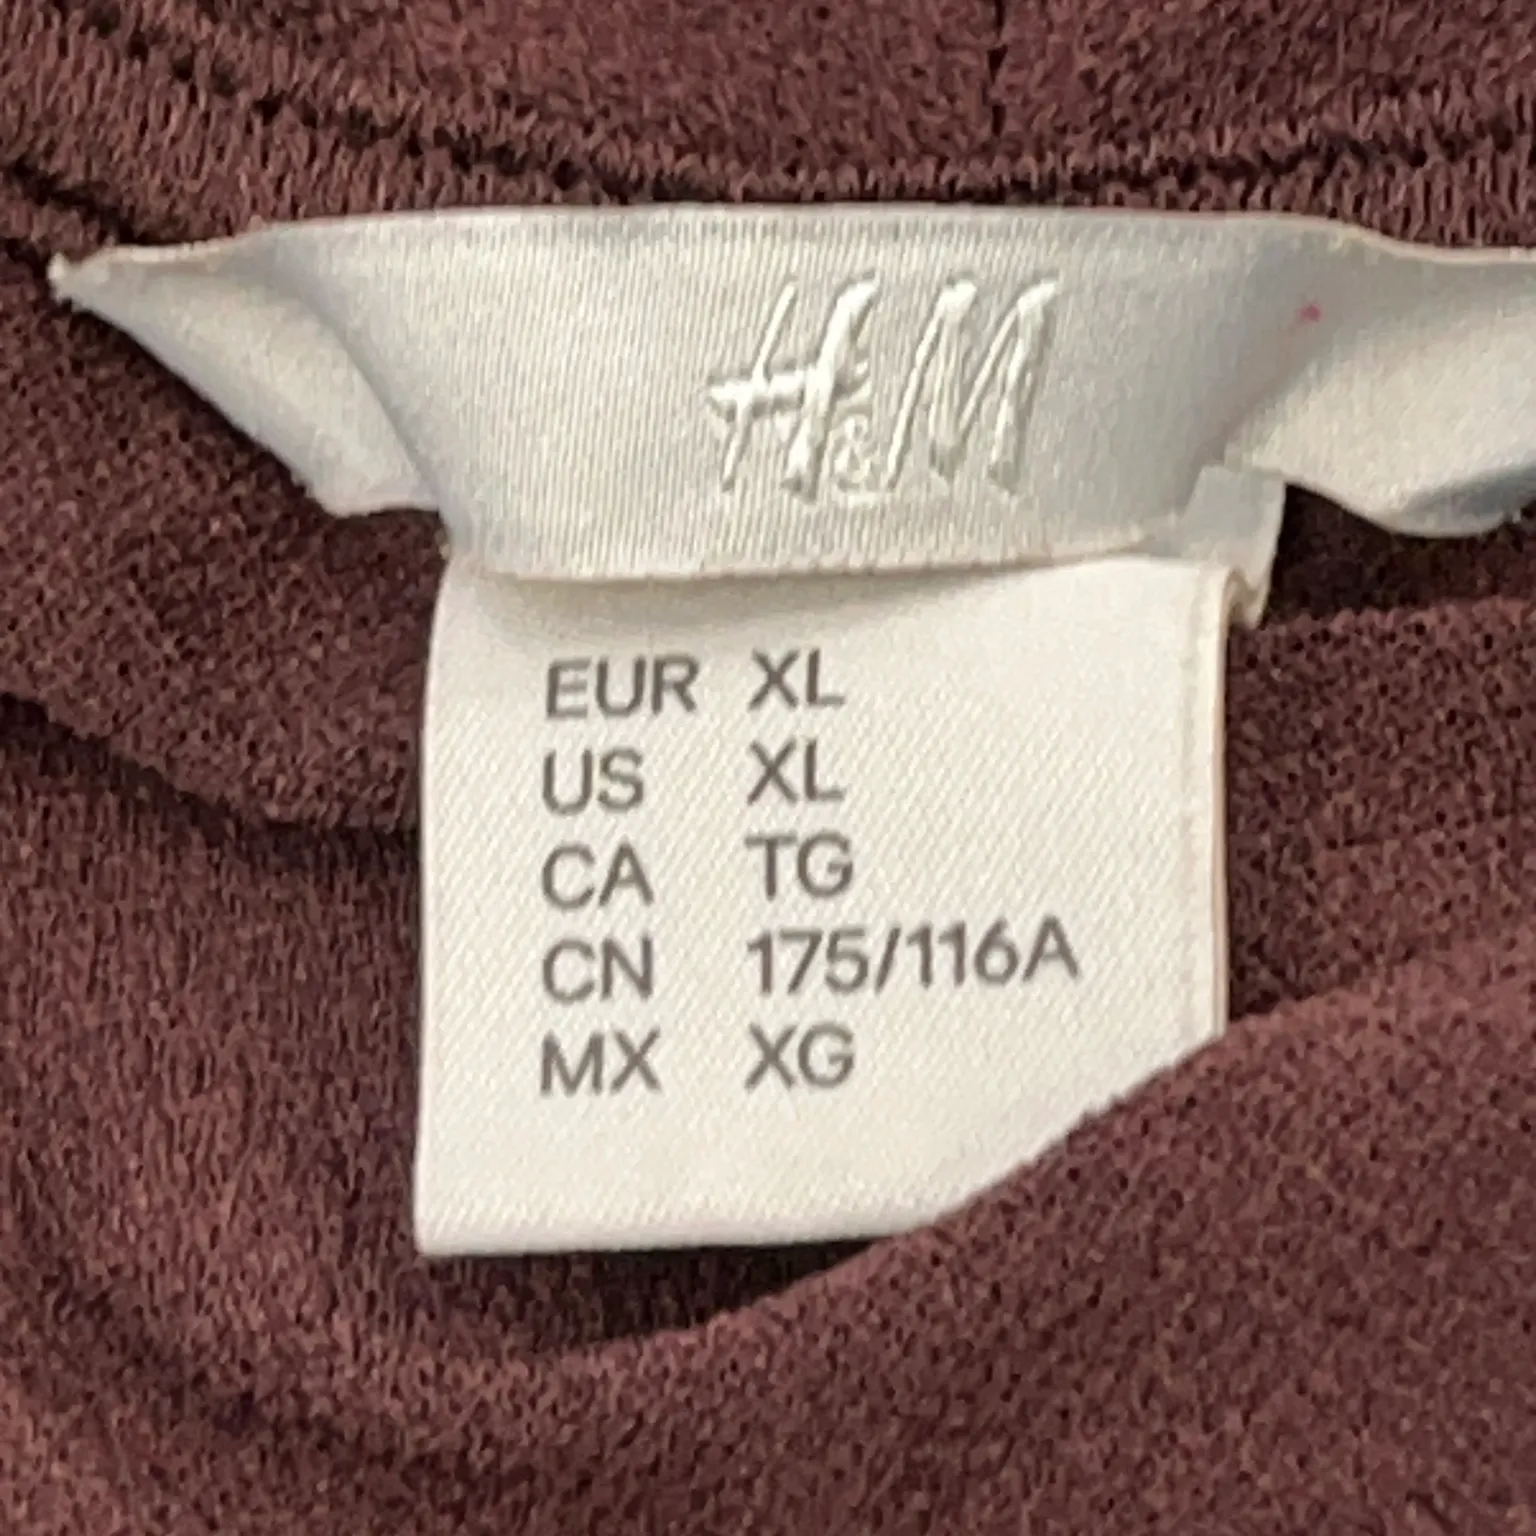 H&M
EUR XL
US XL
CA TG
CN 175/116A
MX XG